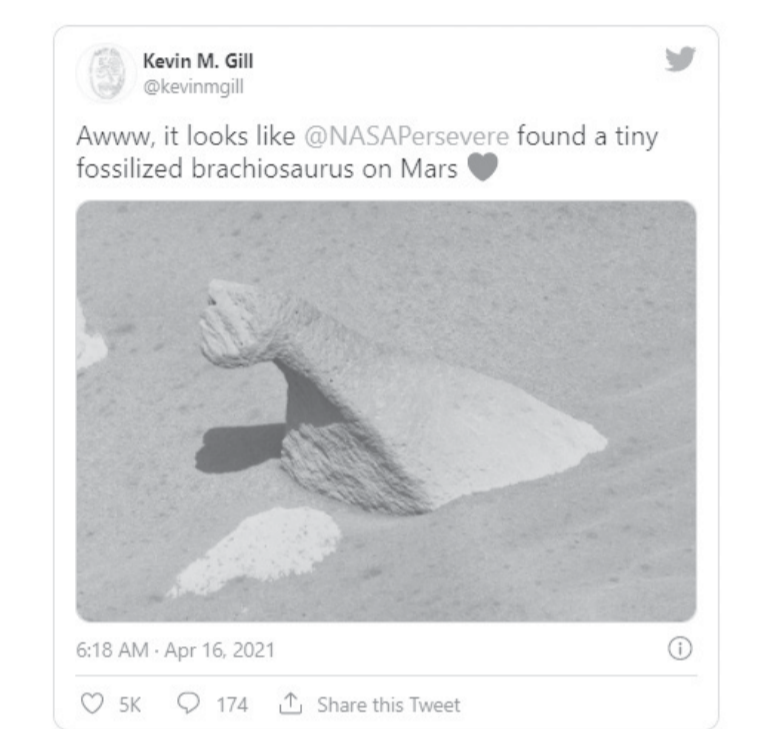 Kevin M. Gill
@kevinmgill
Awww, it looks like @NASAPersevere found a tiny
fossilized brachiosaurus on Mars 🖤
6:18 AM · Apr 16, 2021
5K 174 Share this Tweet